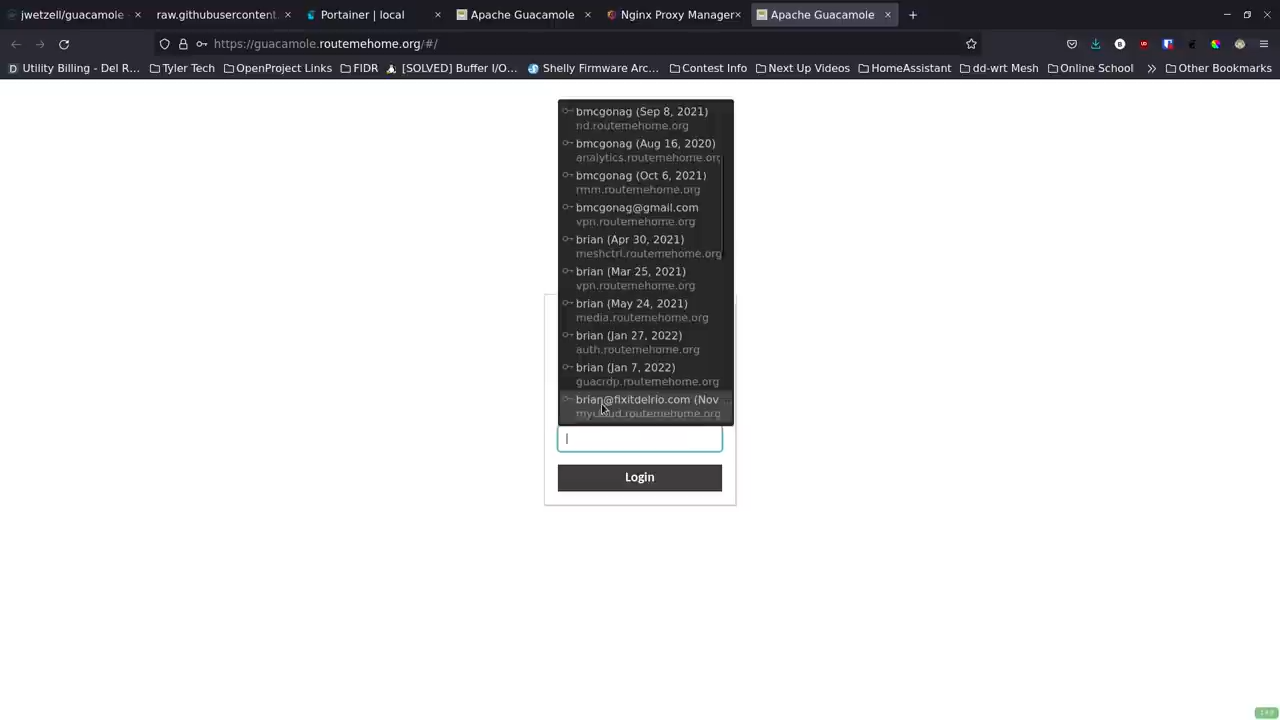 jwetzell/guacamole
raw.githubusercontent.
Portainer | local
Apache Guacamole
Nginx Proxy Manager
Apache Guacamole
https://guacamole.routemehome.org/#/
Utility Billing - Del R...
Tyler Tech
OpenProject Links
FIDR
[SOLVED] Buffer I/O...
Shelly Firmware Arc...
Contest Info
Next Up Videos
HomeAssistant
dd-wrt Mesh
Online School
Other Bookmarks
bmcgonag (Sep 8, 2021)
nd.routemehome.org
bmcgonag (Aug 16, 2020)
analytics.routemehome.org
bmcgonag (Oct 6, 2021)
rmm.routemehome.org
bmcgonag@gmail.com
vpn.routemehome.org
brian (Apr 30, 2021)
meshctrl.routemehome.org
brian (Mar 25, 2021)
vpn.routemehome.org
brian (May 24, 2021)
media.routemehome.org
brian (Jan 27, 2022)
auth.routemehome.org
brian (Jan 7, 2022)
guacrdp.routemehome.org
brian@fixitdelrio.com (Nov
mycloud.routemehome.org
Login